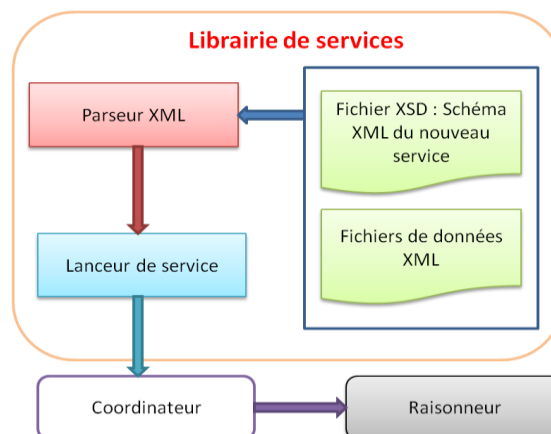 Librairie de services
Parseur XML
Fichier XSD : Schéma
XML du nouveau
service
Fichiers de données
XML
Lanceur de service
Coordinateur
Raisonneur